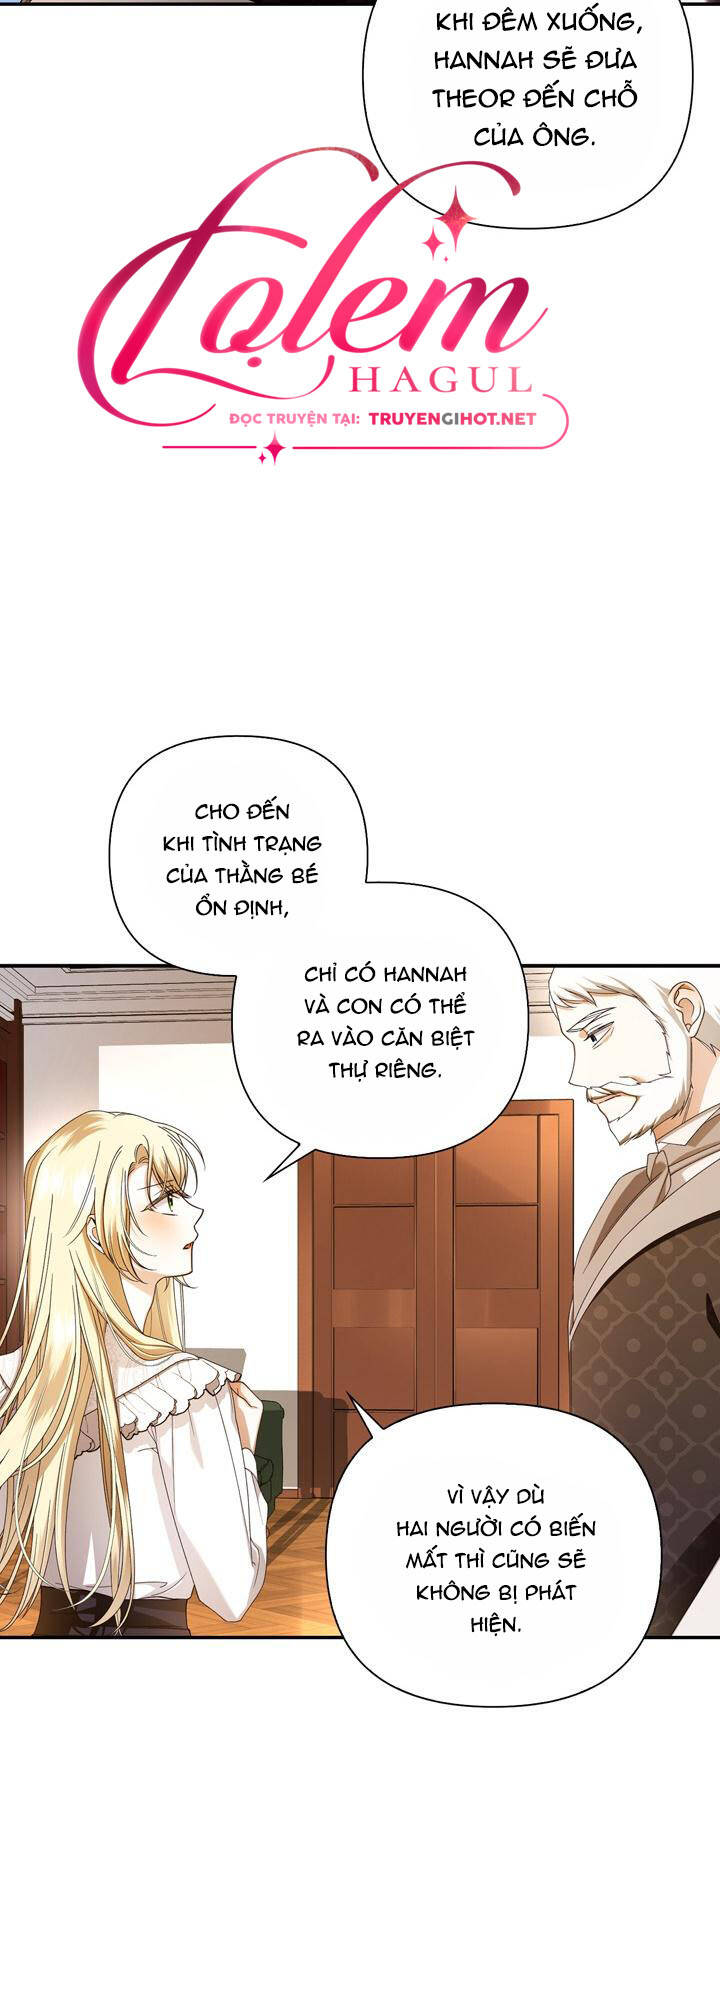 KHI ĐÊM XUỐNG,
HANNAH SẼ ĐƯA
THEOR ĐẾN CHỖ
CỦA ÔNG.
Lọlem
HAGUL
ĐỌC TRUYỆN TẠI: TRUYENGIHOT.NET
CHO ĐẾN
KHI TÌNH TRẠNG
CỦA THẰNG BÉ
ỔN ĐỊNH,
CHỈ CÓ HANNAH
VÀ CON CÓ THỂ
RA VÀO CĂN BIỆT
THỰ RIÊNG.
VÌ VẬY DÙ
HAI NGƯỜI CÓ BIẾN
MẤT THÌ CŨNG SẼ
KHÔNG BỊ PHÁT
HIỆN.